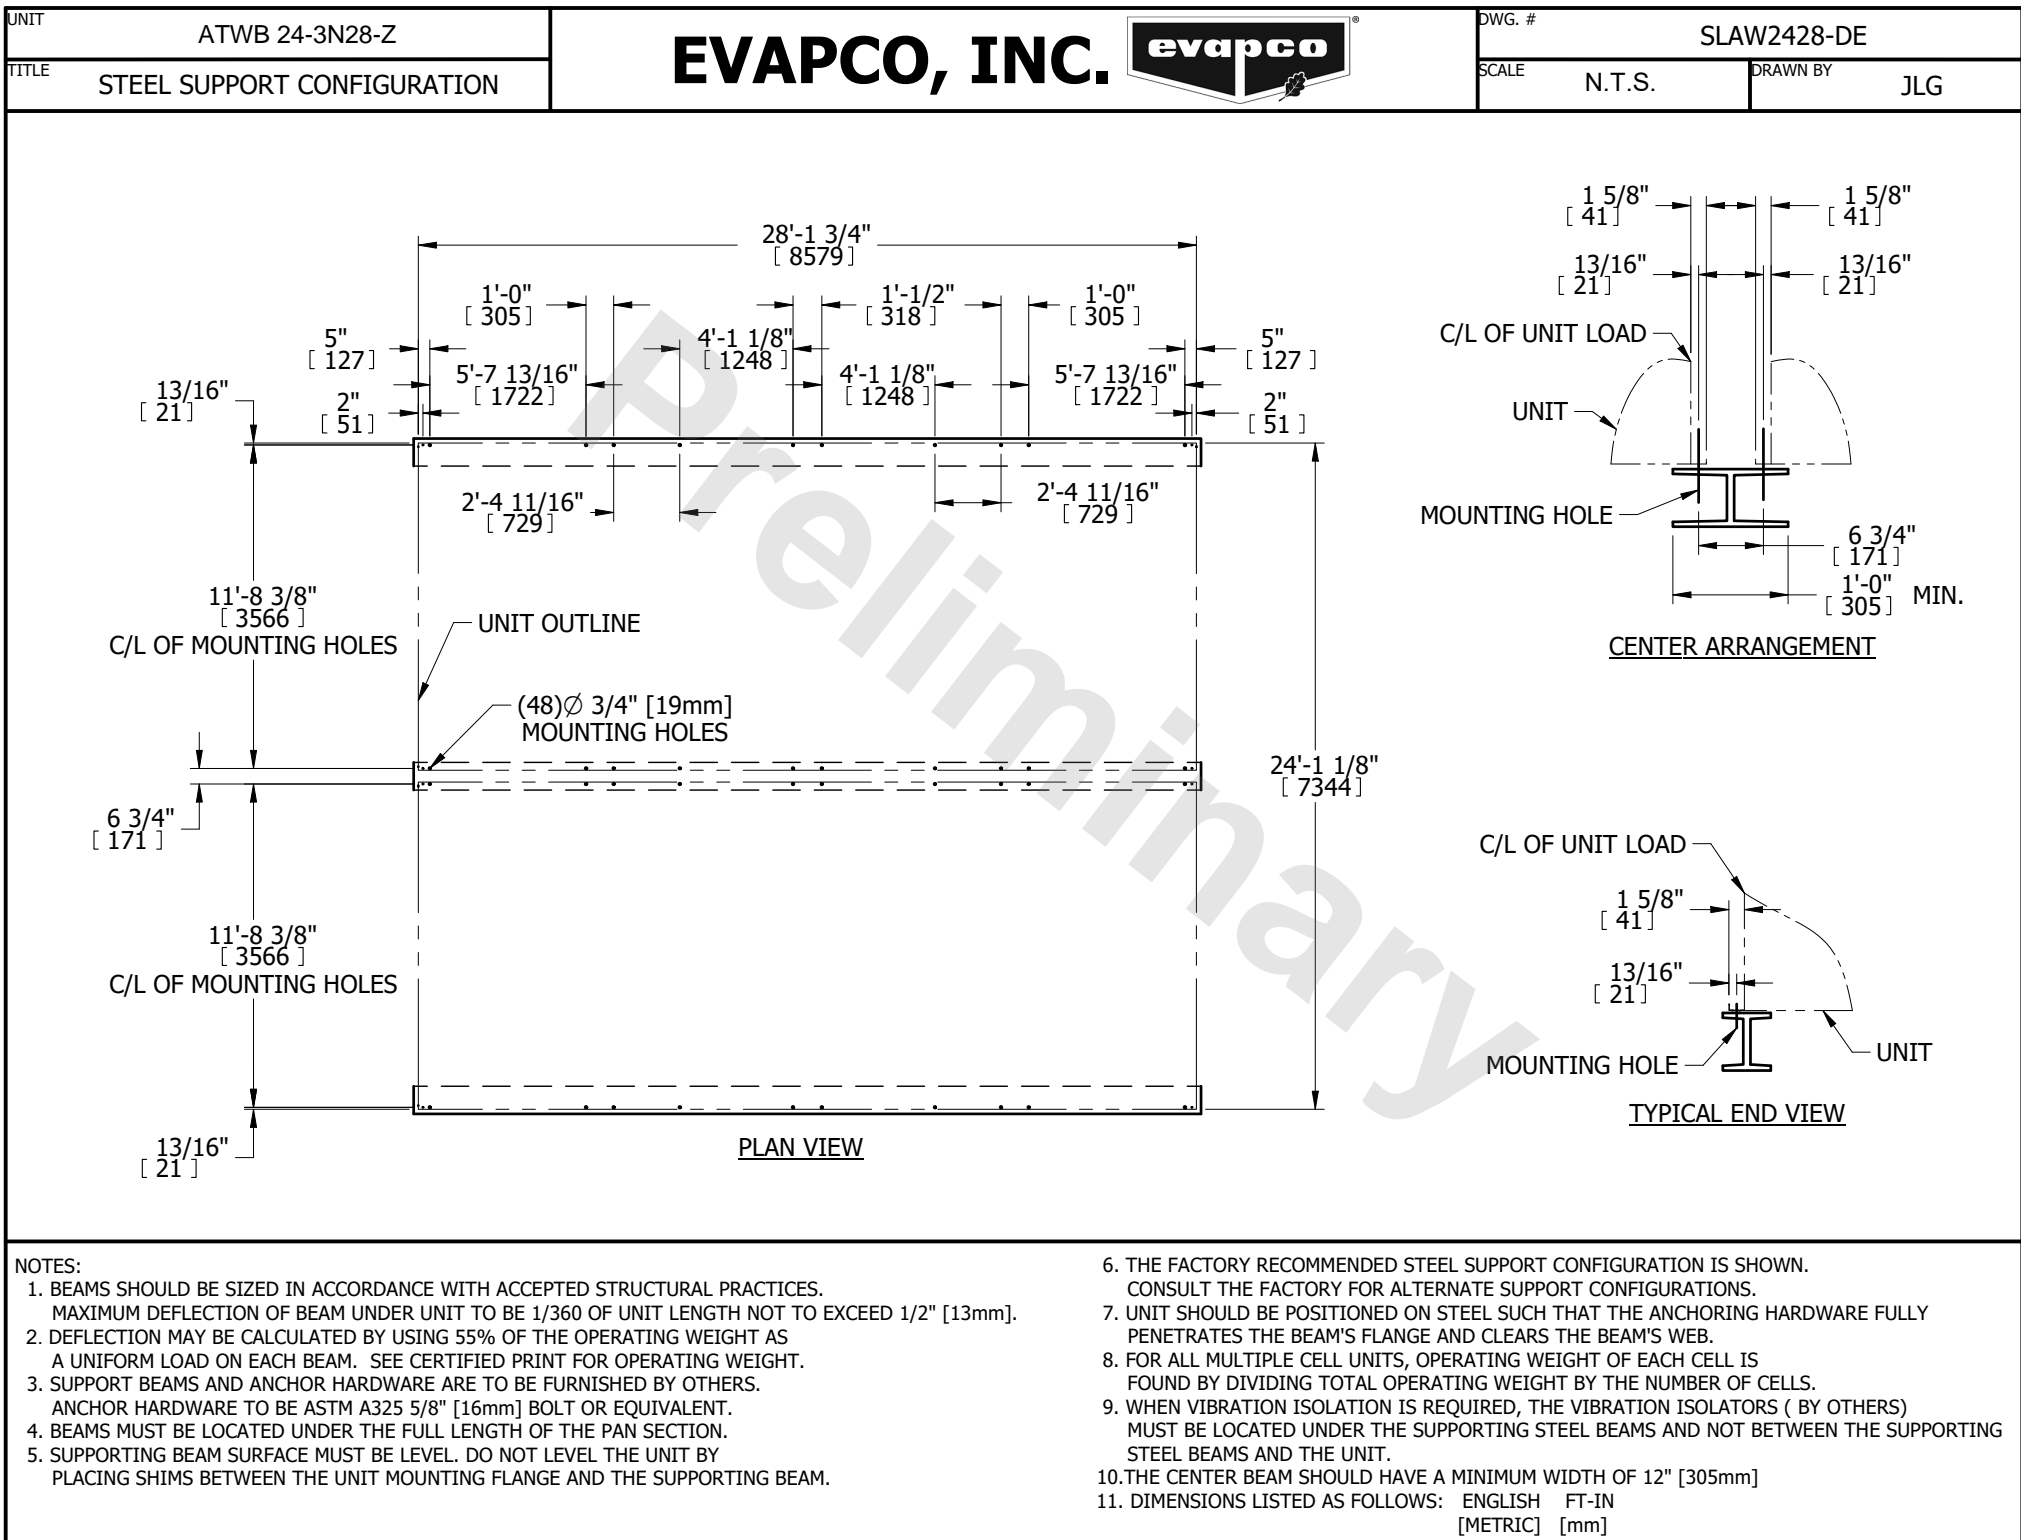 UNIT
ATWB 24-3N28-Z
TITLE
STEEL SUPPORT CONFIGURATION
EVAPCO, INC.
evapco
®
DWG. #
SLAW2428-DE
SCALE
N.T.S.
DRAWN BY
JLG
28'-1 3/4"
[ 8579 ]
1'-0"
[ 305 ]
1'-1/2"
[ 318 ]
1'-0"
[ 305 ]
5"
[ 127 ]
4'-1 1/8"
[ 1248 ]
5"
[ 127 ]
5'-7 13/16"
[ 1722 ]
4'-1 1/8"
[ 1248 ]
5'-7 13/16"
[ 1722 ]
13/16"
[ 21 ]
2"
[ 51 ]
2"
[ 51 ]
2'-4 11/16"
[ 729 ]
2'-4 11/16"
[ 729 ]
11'-8 3/8"
[ 3566 ]
C/L OF MOUNTING HOLES
UNIT OUTLINE
(48)Ø 3/4" [19mm]
MOUNTING HOLES
6 3/4"
[ 171 ]
24'-1 1/8"
[ 7344 ]
11'-8 3/8"
[ 3566 ]
C/L OF MOUNTING HOLES
13/16"
[ 21 ]
PLAN VIEW
Preliminary
1 5/8"
[ 41 ]
1 5/8"
[ 41 ]
13/16"
[ 21 ]
13/16"
[ 21 ]
C/L OF UNIT LOAD
UNIT
MOUNTING HOLE
6 3/4"
[ 171 ]
1'-0"
[ 305 ] MIN.
CENTER ARRANGEMENT
C/L OF UNIT LOAD
1 5/8"
[ 41 ]
13/16"
[ 21 ]
MOUNTING HOLE
UNIT
TYPICAL END VIEW
NOTES:
1. BEAMS SHOULD BE SIZED IN ACCORDANCE WITH ACCEPTED STRUCTURAL PRACTICES.
MAXIMUM DEFLECTION OF BEAM UNDER UNIT TO BE 1/360 OF UNIT LENGTH NOT TO EXCEED 1/2" [13mm].
2. DEFLECTION MAY BE CALCULATED BY USING 55% OF THE OPERATING WEIGHT AS
A UNIFORM LOAD ON EACH BEAM. SEE CERTIFIED PRINT FOR OPERATING WEIGHT.
3. SUPPORT BEAMS AND ANCHOR HARDWARE ARE TO BE FURNISHED BY OTHERS.
ANCHOR HARDWARE TO BE ASTM A325 5/8" [16mm] BOLT OR EQUIVALENT.
4. BEAMS MUST BE LOCATED UNDER THE FULL LENGTH OF THE PAN SECTION.
5. SUPPORTING BEAM SURFACE MUST BE LEVEL. DO NOT LEVEL THE UNIT BY
PLACING SHIMS BETWEEN THE UNIT MOUNTING FLANGE AND THE SUPPORTING BEAM.
6. THE FACTORY RECOMMENDED STEEL SUPPORT CONFIGURATION IS SHOWN.
CONSULT THE FACTORY FOR ALTERNATE SUPPORT CONFIGURATIONS.
7. UNIT SHOULD BE POSITIONED ON STEEL SUCH THAT THE ANCHORING HARDWARE FULLY
PENETRATES THE BEAM'S FLANGE AND CLEARS THE BEAM'S WEB.
8. FOR ALL MULTIPLE CELL UNITS, OPERATING WEIGHT OF EACH CELL IS
FOUND BY DIVIDING TOTAL OPERATING WEIGHT BY THE NUMBER OF CELLS.
9. WHEN VIBRATION ISOLATION IS REQUIRED, THE VIBRATION ISOLATORS ( BY OTHERS)
MUST BE LOCATED UNDER THE SUPPORTING STEEL BEAMS AND NOT BETWEEN THE SUPPORTING
STEEL BEAMS AND THE UNIT.
10.THE CENTER BEAM SHOULD HAVE A MINIMUM WIDTH OF 12" [305mm]
11. DIMENSIONS LISTED AS FOLLOWS: ENGLISH FT-IN
[METRIC] [mm]